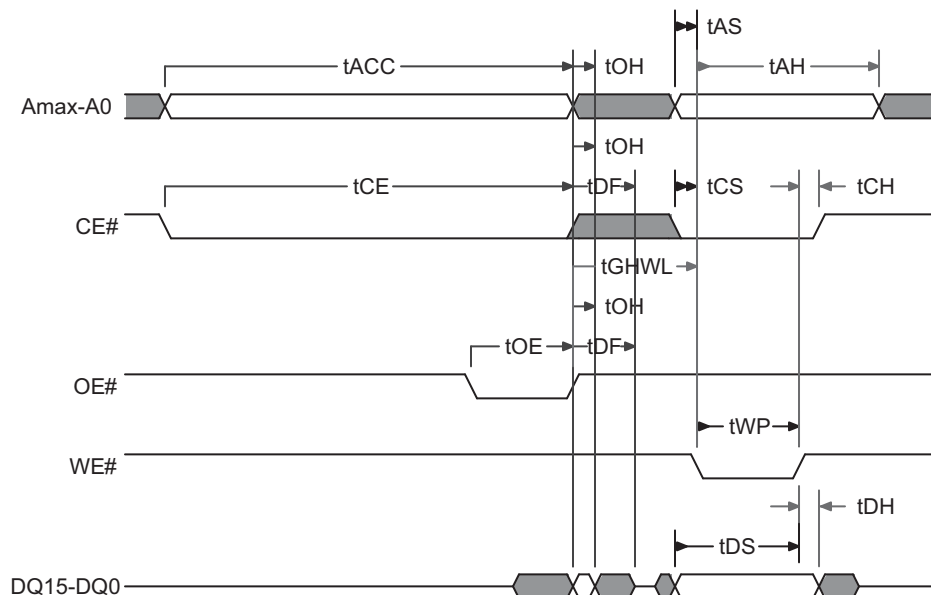 tAS
tACC
tOH
tAH
Amax-A0
tOH
tCE
tDF
tCS
tCH
CE#
tGHWL
tOH
tOE
tDF
OE#
tWP
WE#
tDH
tDS
DQ15-DQ0